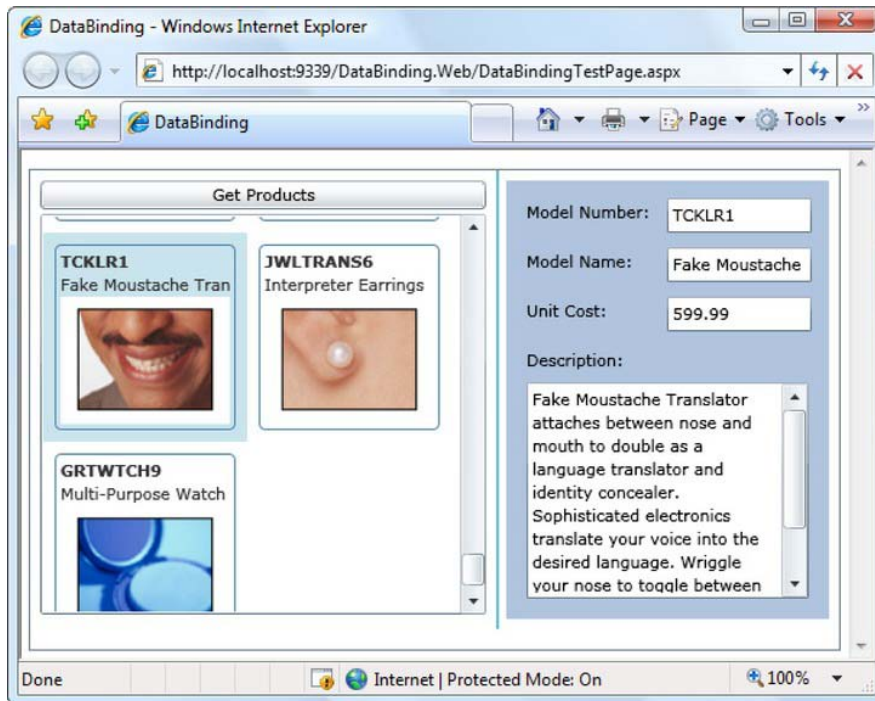 DataBinding - Windows Internet Explorer
http://localhost:9339/DataBinding.Web/DataBindingTestPage.aspx
DataBinding
Page
Tools
Get Products
TCKLR1
Fake Moustache Tran
JWLTRANS6
Interpreter Earrings
GRTWTCH9
Multi-Purpose Watch
Model Number:
TCKLR1
Model Name:
Fake Moustache
Unit Cost:
599.99
Description:
Fake Moustache Translator
attaches between nose and
mouth to double as a
language translator and
identity concealer.
Sophisticated electronics
translate your voice into the
desired language. Wriggle
your nose to toggle between
Done
Internet | Protected Mode: On
100%